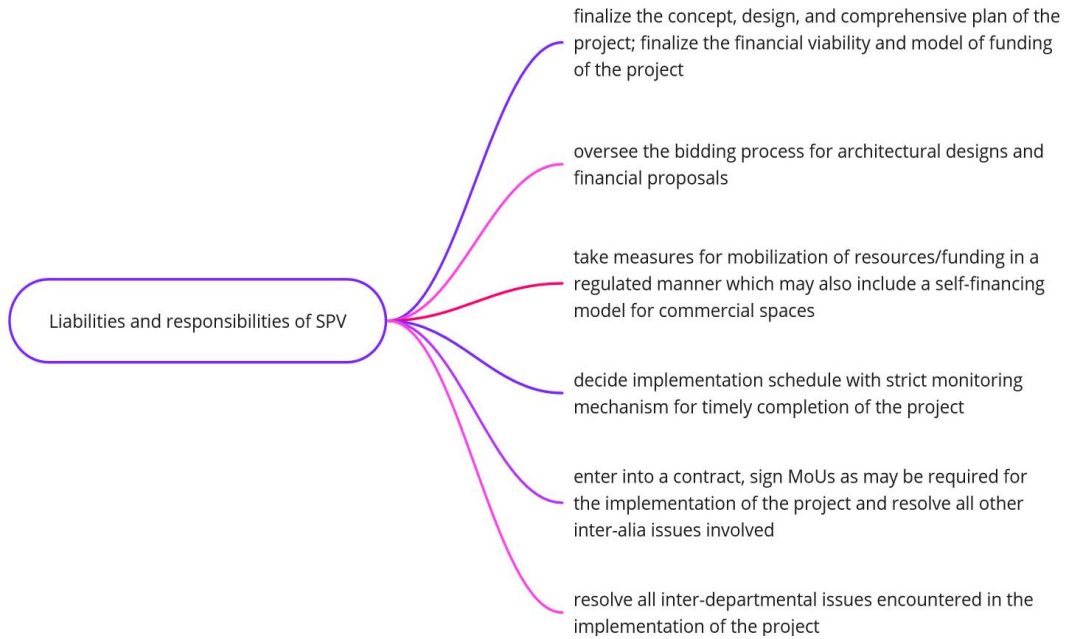 finalize the concept, design, and comprehensive plan of the
project; finalize the financial viability and model of funding
of the project
oversee the bidding process for architectural designs and
financial proposals
take measures for mobilization of resources/funding in a
regulated manner which may also include a self-financing
model for commercial spaces
Liabilities and responsibilities of SPV
decide implementation schedule with strict monitoring
mechanism for timely completion of the project
enter into a contract, sign MoUs as may be required for
the implementation of the project and resolve all other
inter-alia issues involved
resolve all inter-departmental issues encountered in the
implementation of the project